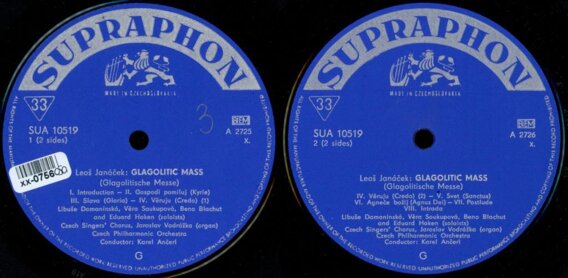 SUPRAPHON
33
MADE IN CZECHOSLOVAKIA
SUA 10519
1 (2 sides)
A 2725
X.
3
Leoš Janáček: GLAGOLITIC MASS
(Glagolitische Messe)
I. Introduction — II. Gospodi pomiluj (Kyrie)
III. Slava (Gloria) — IV. Věruju (Credo) (1)
Libuše Domanínská, Věra Soukupová, Beno Blachut
and Eduard Haken (soloists)
Czech Singers' Chorus, Jaroslav Vodrážka (organ)
Czech Philharmonic Orchestra
Conductor: Karel Ančerl
G
SUPRAPHON
33
MADE IN CZECHOSLOVAKIA
SUA 10519
2 (2 sides)
A 2726
X.
Leoš Janáček: GLAGOLITIC MASS
(Glagolitische Messe)
IV. Věruju (Credo) (2) — V. Svet (Sanctus)
VI. Agneče božij (Agnus Dei) — VII. Postlude
VIII. Intrada
Libuše Domanínská, Věra Soukupová, Beno Blachut
and Eduard Haken (soloists)
Czech Singers' Chorus, Jaroslav Vodrážka (organ)
Czech Philharmonic Orchestra
Conductor: Karel Ančerl
G